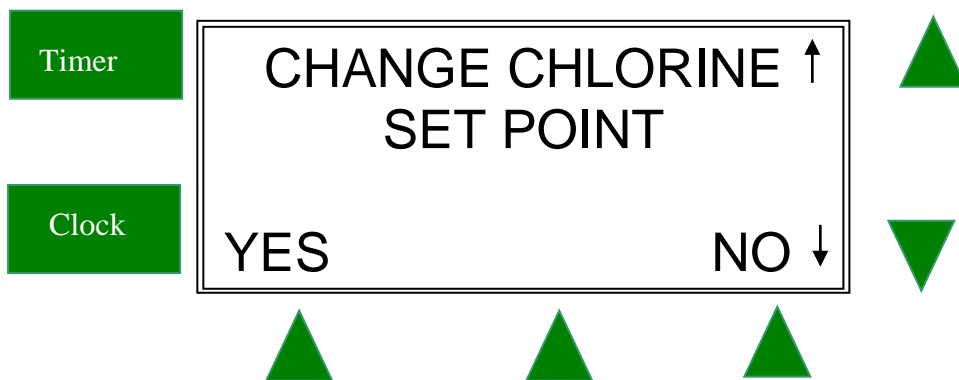 Timer
CHANGE CHLORINE ↑
SET POINT
Clock
YES NO ↓